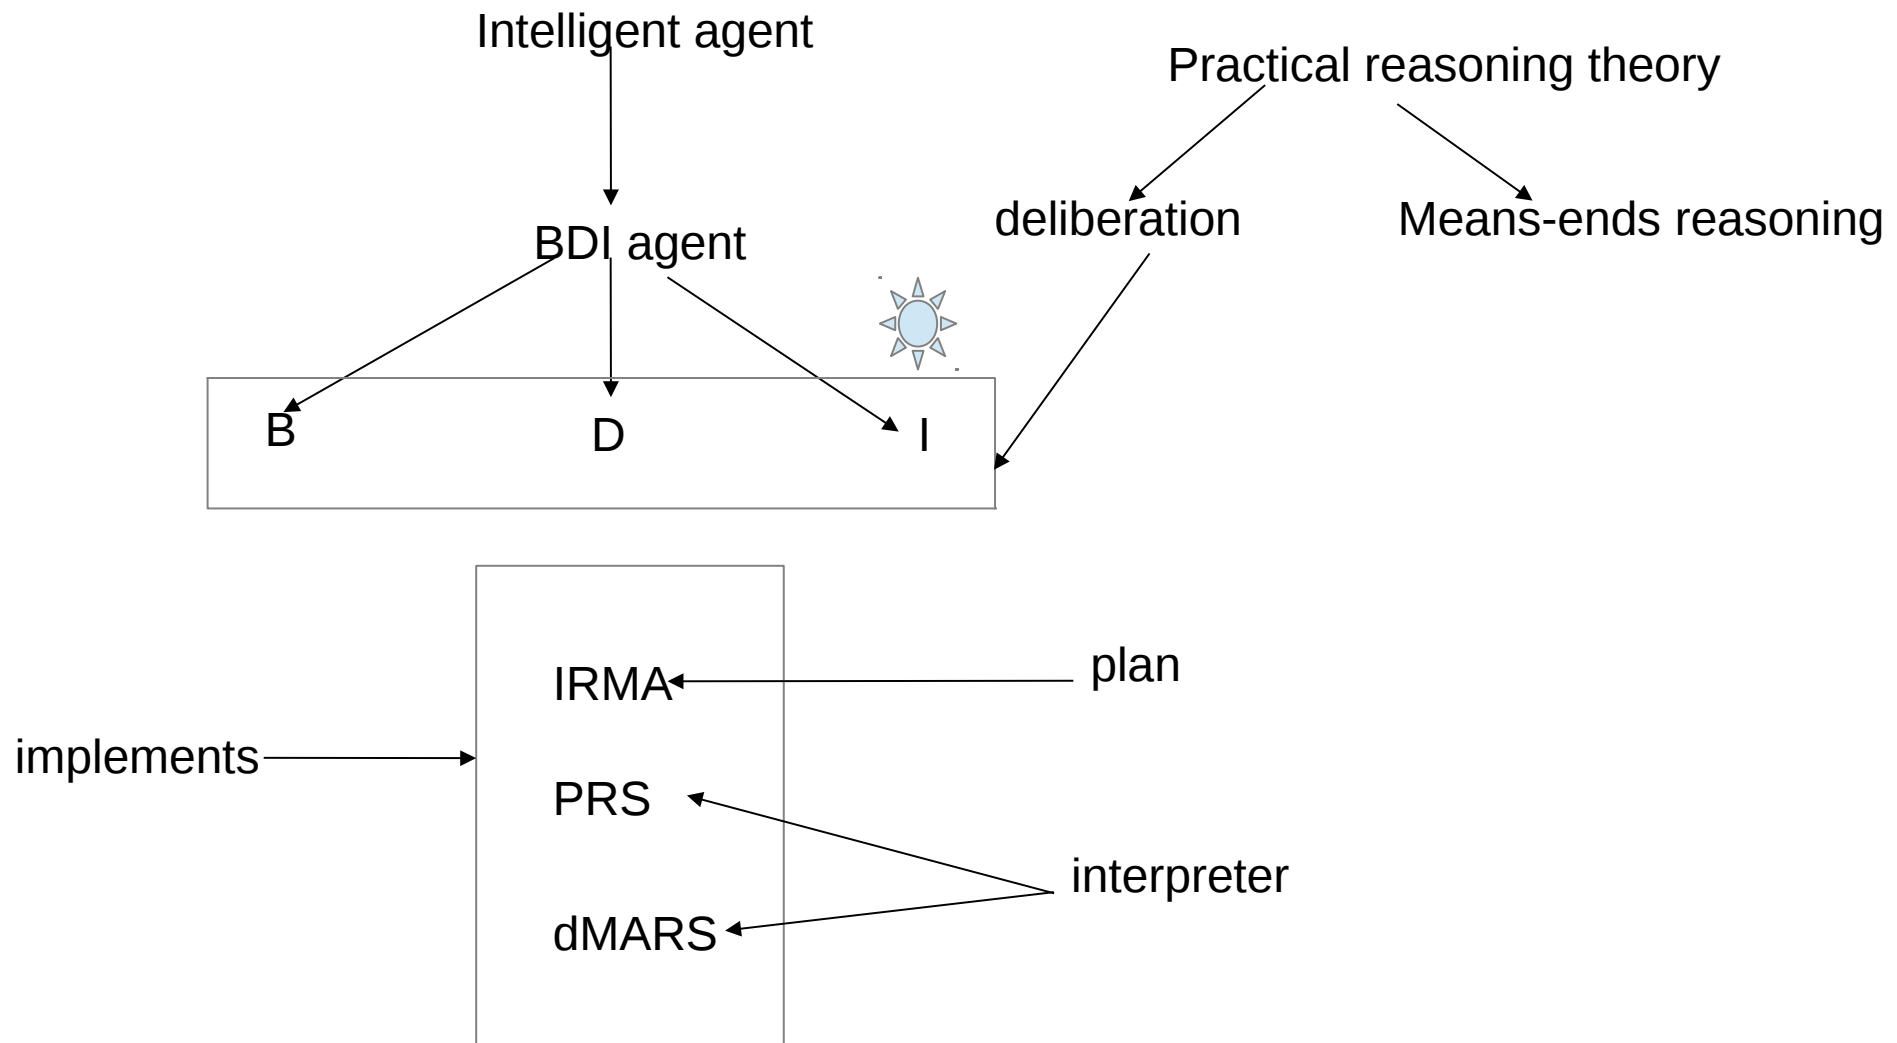 Intelligent agent
Practical reasoning theory
deliberation
Means-ends reasoning
BDI agent
B
D
I
IRMA
plan
implements
PRS
interpreter
dMARS